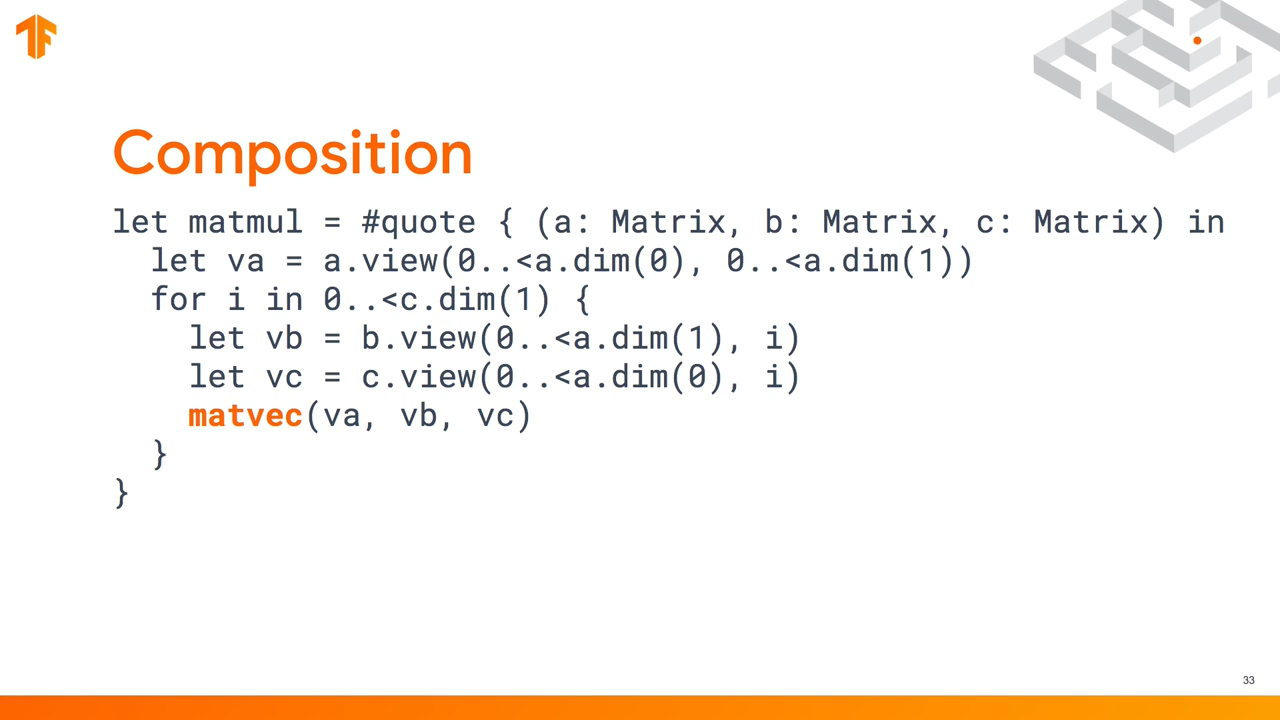 Composition
let matmul = #quote { (a: Matrix, b: Matrix, c: Matrix) in
  let va = a.view(0..<a.dim(0), 0..<a.dim(1))
  for i in 0..<c.dim(1) {
    let vb = b.view(0..<a.dim(1), i)
    let vc = c.view(0..<a.dim(0), i)
    matvec(va, vb, vc)
  }
}
33